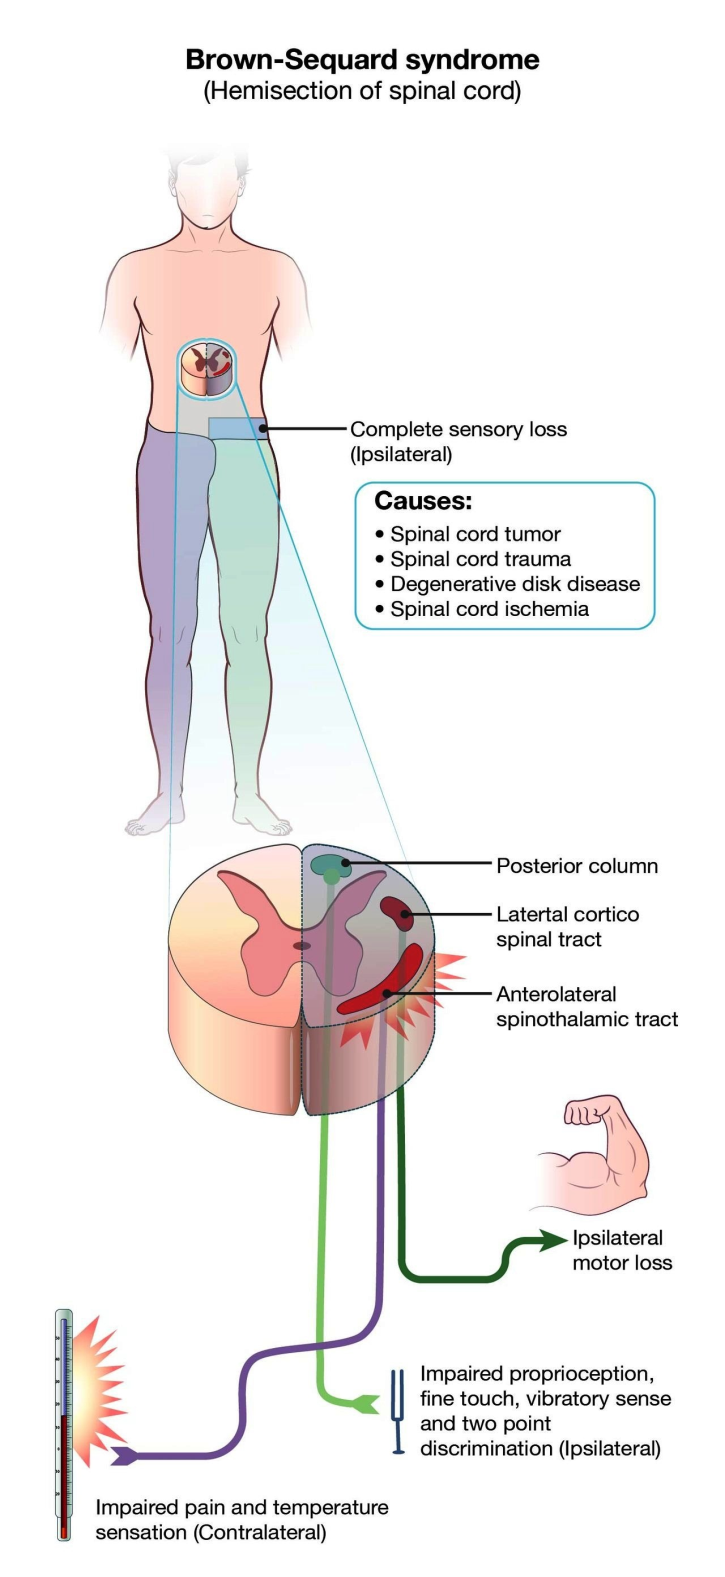 Brown-Sequard syndrome
(Hemisection of spinal cord)
Complete sensory loss
(Ipsilateral)
Causes:
• Spinal cord tumor
• Spinal cord trauma
• Degenerative disk disease
• Spinal cord ischemia
Posterior column
Latertal cortico
spinal tract
Anterolateral
spinothalamic tract
Ipsilateral
motor loss
Impaired proprioception,
fine touch, vibratory sense
and two point
discrimination (Ipsilateral)
Impaired pain and temperature
sensation (Contralateral)